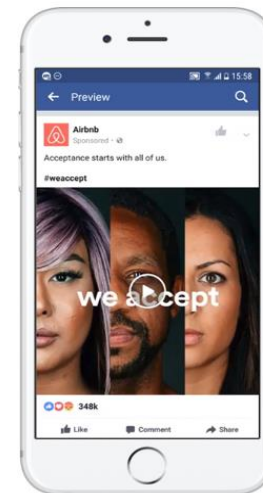 15:58
Preview
Airbnb
Sponsored
Acceptance starts with all of us.
#weaccept
we accept
348k
Like Comment Share